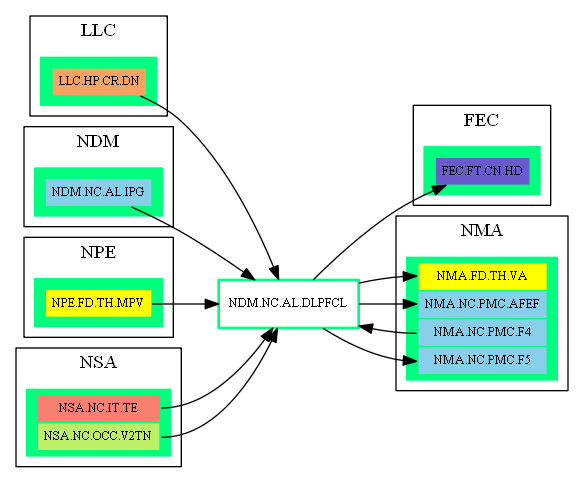 LLC
LLC.HP.CR.DN
NDM
NDM.NC.AL.IPG
NPE
NPE.FD.TH.MPV
NSA
NSA.NC.IT.TE
NSA.NC.OCC.V2TN
NDM.NC.AL.DLPFCL
FEC
FEC.FT.CN.HD
NMA
NMA.FD.TH.VA
NMA.NC.PMC.AFEF
NMA.NC.PMC.F4
NMA.NC.PMC.F5